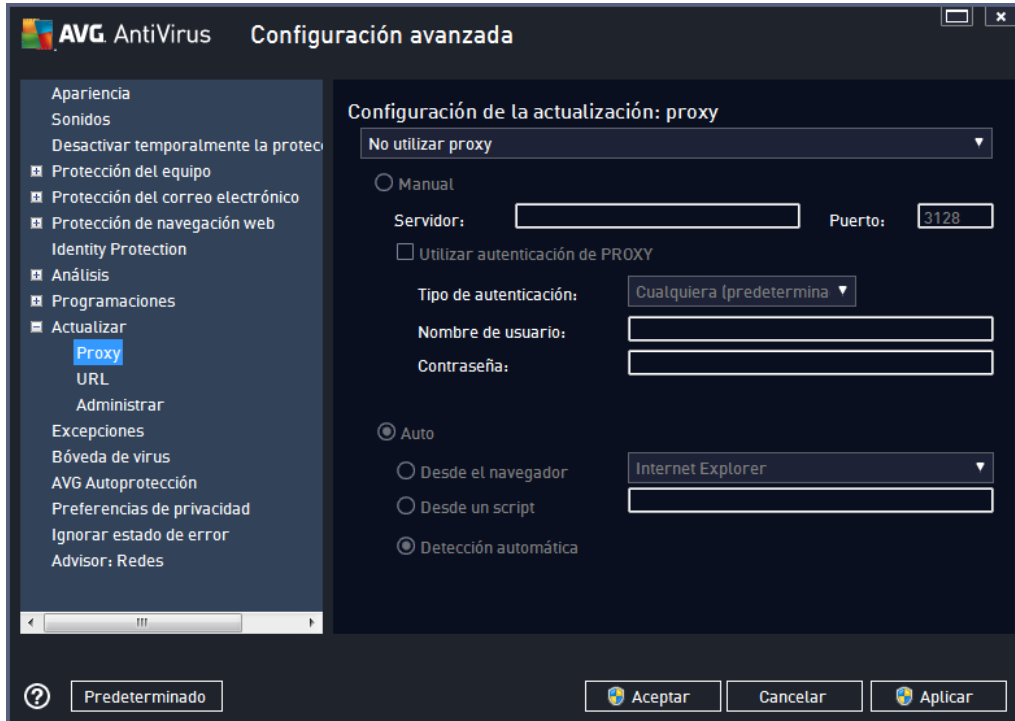 AVG AntiVirus Configuración avanzada
Apariencia
Sonidos
Desactivar temporalmente la protec
Protección del equipo
Protección del correo electrónico
Protección de navegación web
Identity Protection
Análisis
Programaciones
Actualizar
Proxy
URL
Administrar
Excepciones
Bóveda de virus
AVG Autoprotección
Preferencias de privacidad
Ignorar estado de error
Advisor: Redes
Configuración de la actualización: proxy
No utilizar proxy
Manual
Servidor: Puerto: 3128
Utilizar autenticación de PROXY
Tipo de autenticación: Cualquiera (predetermina
Nombre de usuario:
Contraseña:
Auto
Desde el navegador Internet Explorer
Desde un script
Detección automática
Predeterminado Aceptar Cancelar Aplicar